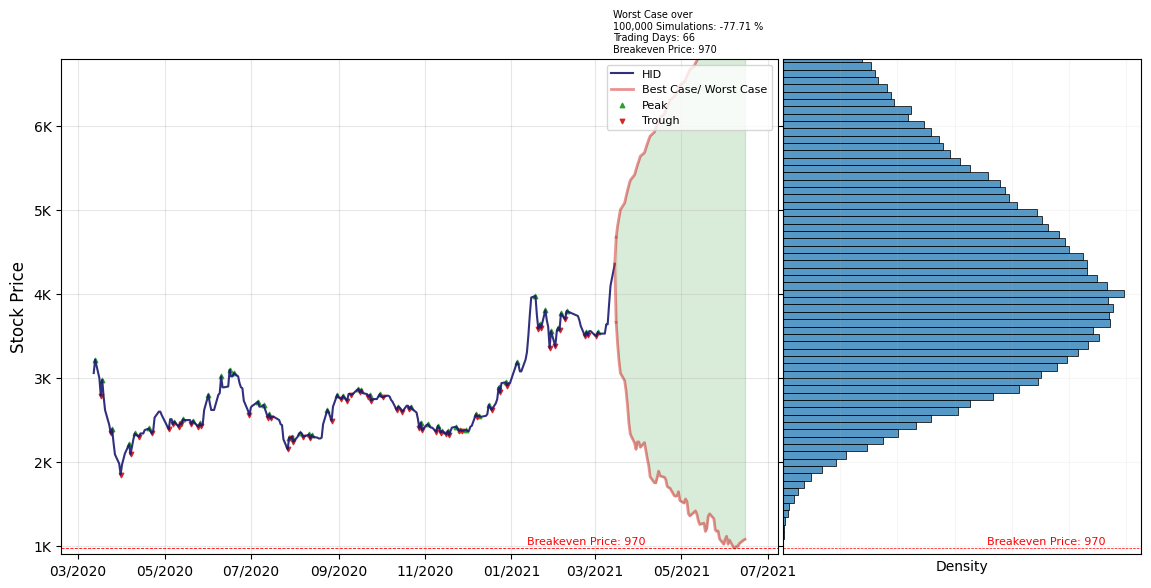 Worst Case over
100,000 Simulations: -77.71 %
Trading Days: 66
Breakeven Price: 970
HID
Best Case/ Worst Case
Peak
Trough
Stock Price
6K
5K
4K
3K
2K
1K
Breakeven Price: 970
Breakeven Price: 970
03/2020 05/2020 07/2020 09/2020 11/2020 01/2021 03/2021 05/2021 07/2021
Density